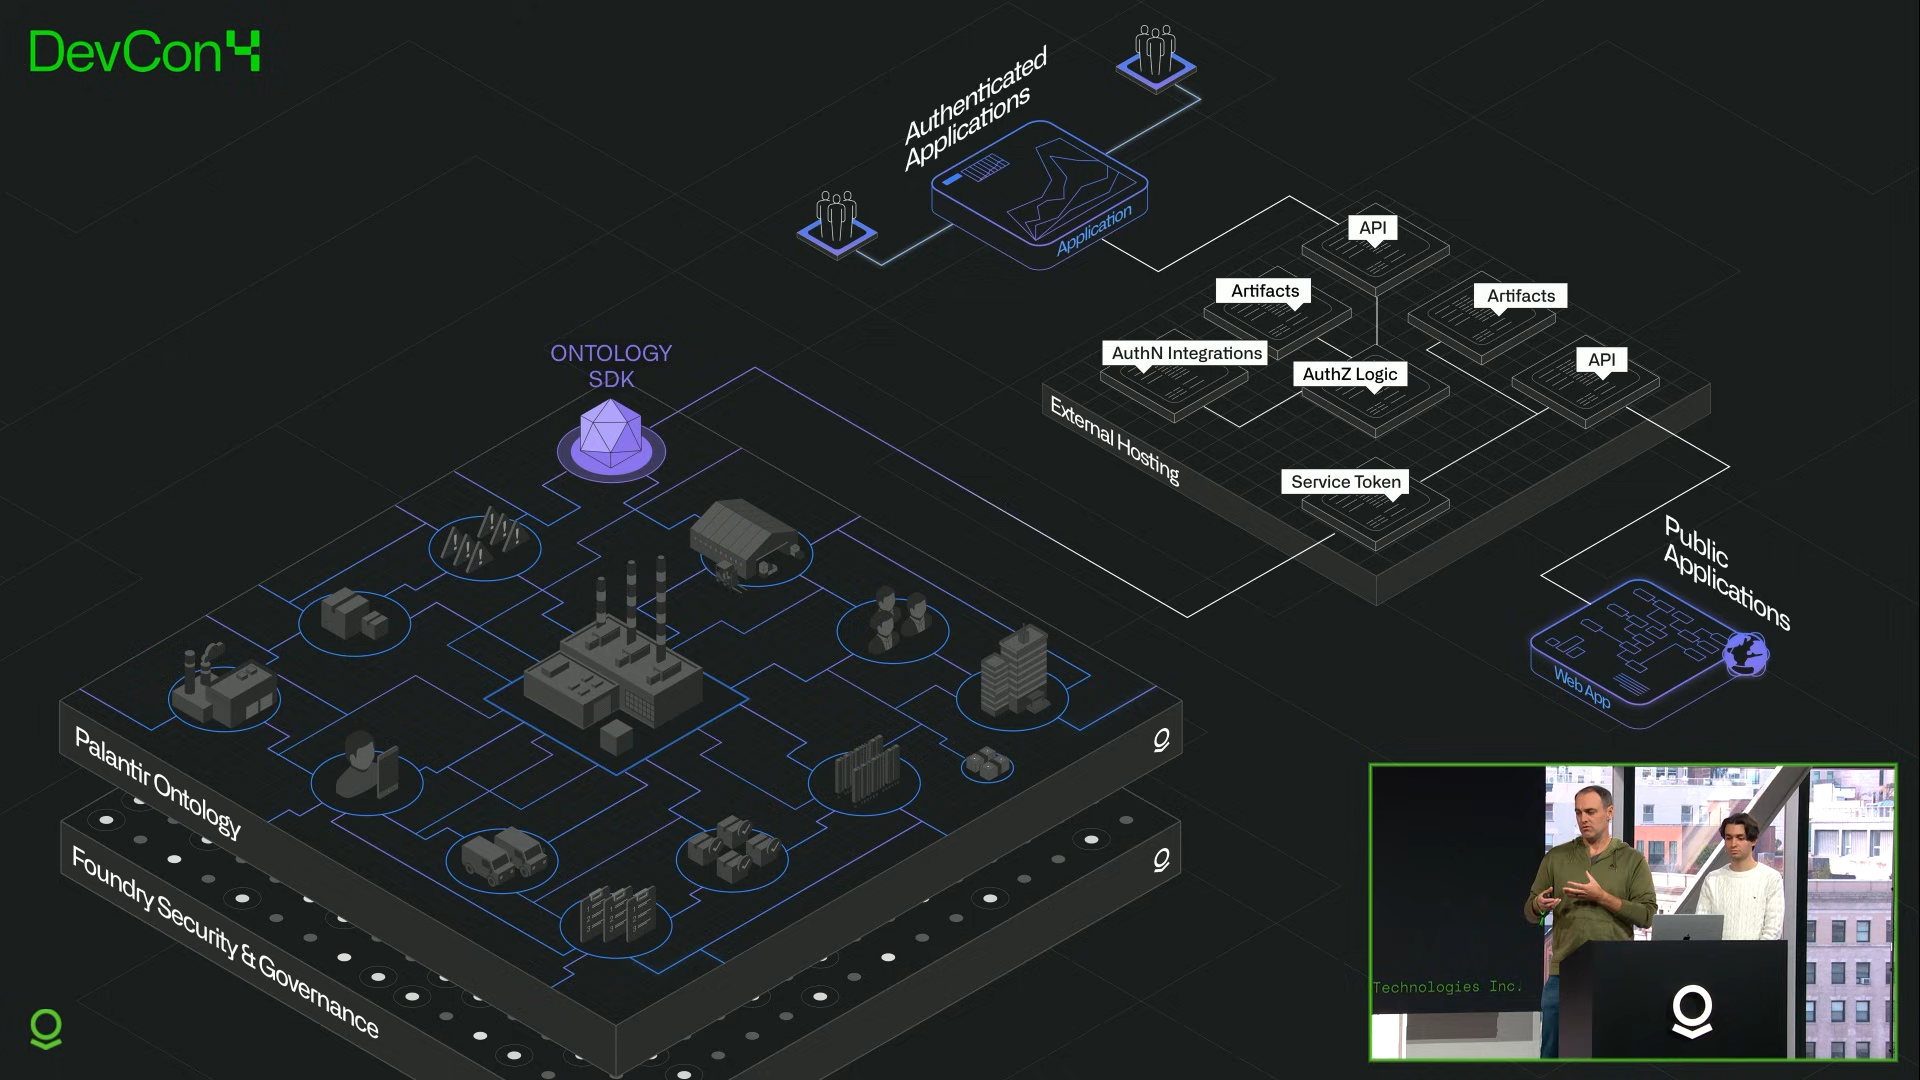 DevCon4
Authenticated
Applications
Application
API
Artifacts
Artifacts
AuthN Integrations
AuthZ Logic
API
External Hosting
Service Token
ONTOLOGY
SDK
Public
Applications
Web App
Palantir Ontology
Foundry Security & Governance
Technologies Inc.